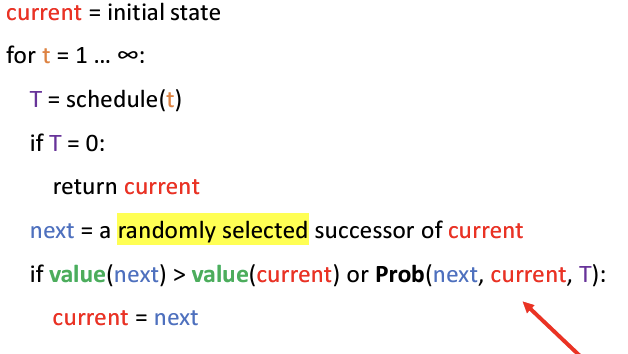 current = initial state
for t = 1 ... ∞:
T = schedule(t)
if T = 0:
return current
next = a randomly selected successor of current
if value(next) > value(current) or Prob(next, current, T):
current = next